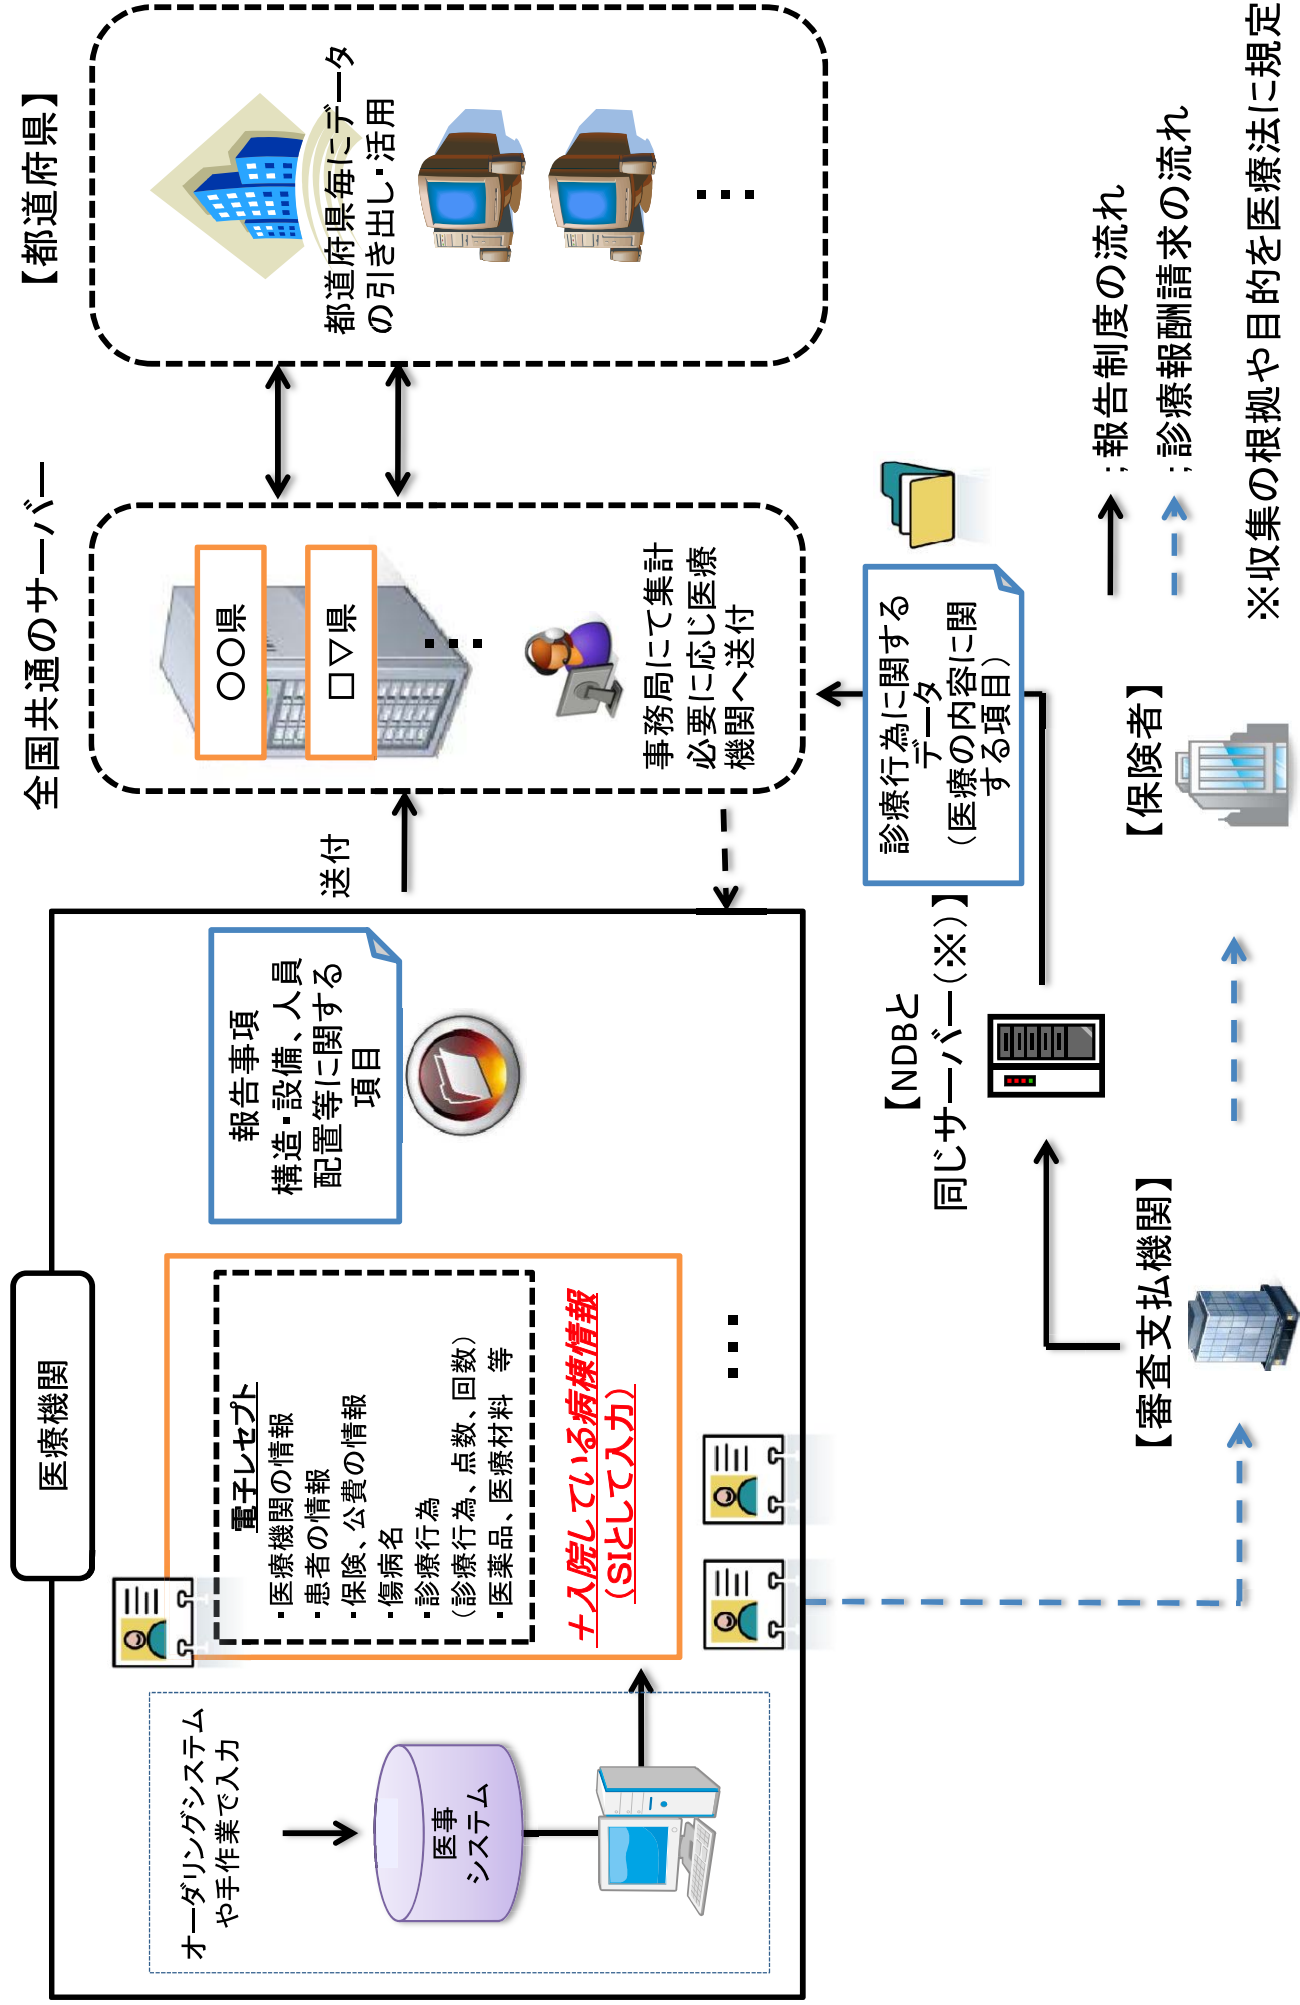 医療機関
オーダリングシステム
や手作業で入力
医事
システム
電子レセプト
・医療機関の情報
・患者の情報
・保険、公費の情報
・傷病名
・診療行為
（診療行為、点数、回数）
・医薬品、医療材料　等
＋入院している病棟情報
（SIとして入力）
・・・
報告事項
構造・設備、人員
配置等に関する
項目
送付
全国共通のサーバー
〇〇県
□▽県
・・・
事務局にて集計
必要に応じ医療
機関へ送付
【都道府県】
都道府県毎にデータ
の引き出し・活用
・・・
【審査支払機関】
【NDBと
同じサーバー（※）】
診療行為に関する
データ
（医療の内容に関
する項目）
【保険者】
；報告制度の流れ
；診療報酬請求の流れ
※収集の根拠や目的を医療法に規定